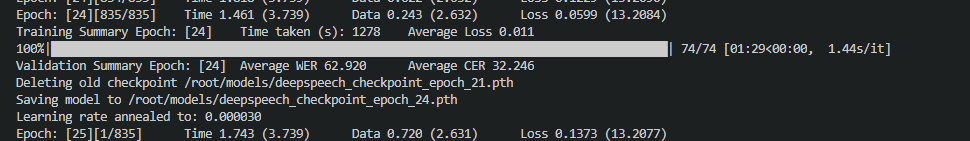 Epoch: [24][835/835]	Time 1.461 (3.739)	Data 0.243 (2.632)	Loss 0.0599 (13.2084)
Training Summary Epoch: [24]	Time taken (s): 1278	Average Loss 0.011
100%| | 74/74 [01:29<00:00, 1.44s/it]
Validation Summary Epoch: [24]	Average WER 62.920	Average CER 32.246
Deleting old checkpoint /root/models/deepspeech_checkpoint_epoch_21.pth
Saving model to /root/models/deepspeech_checkpoint_epoch_24.pth
Learning rate annealed to: 0.000030
Epoch: [25][1/835]	Time 1.743 (3.739)	Data 0.720 (2.631)	Loss 0.1373 (13.2077)